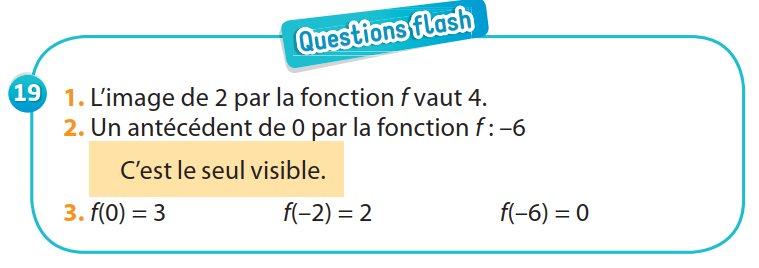 Questions flash
19
1. L’image de 2 par la fonction f vaut 4.
2. Un antécédent de 0 par la fonction f : –6
C’est le seul visible.
3. f(0) = 3 f(–2) = 2 f(–6) = 0